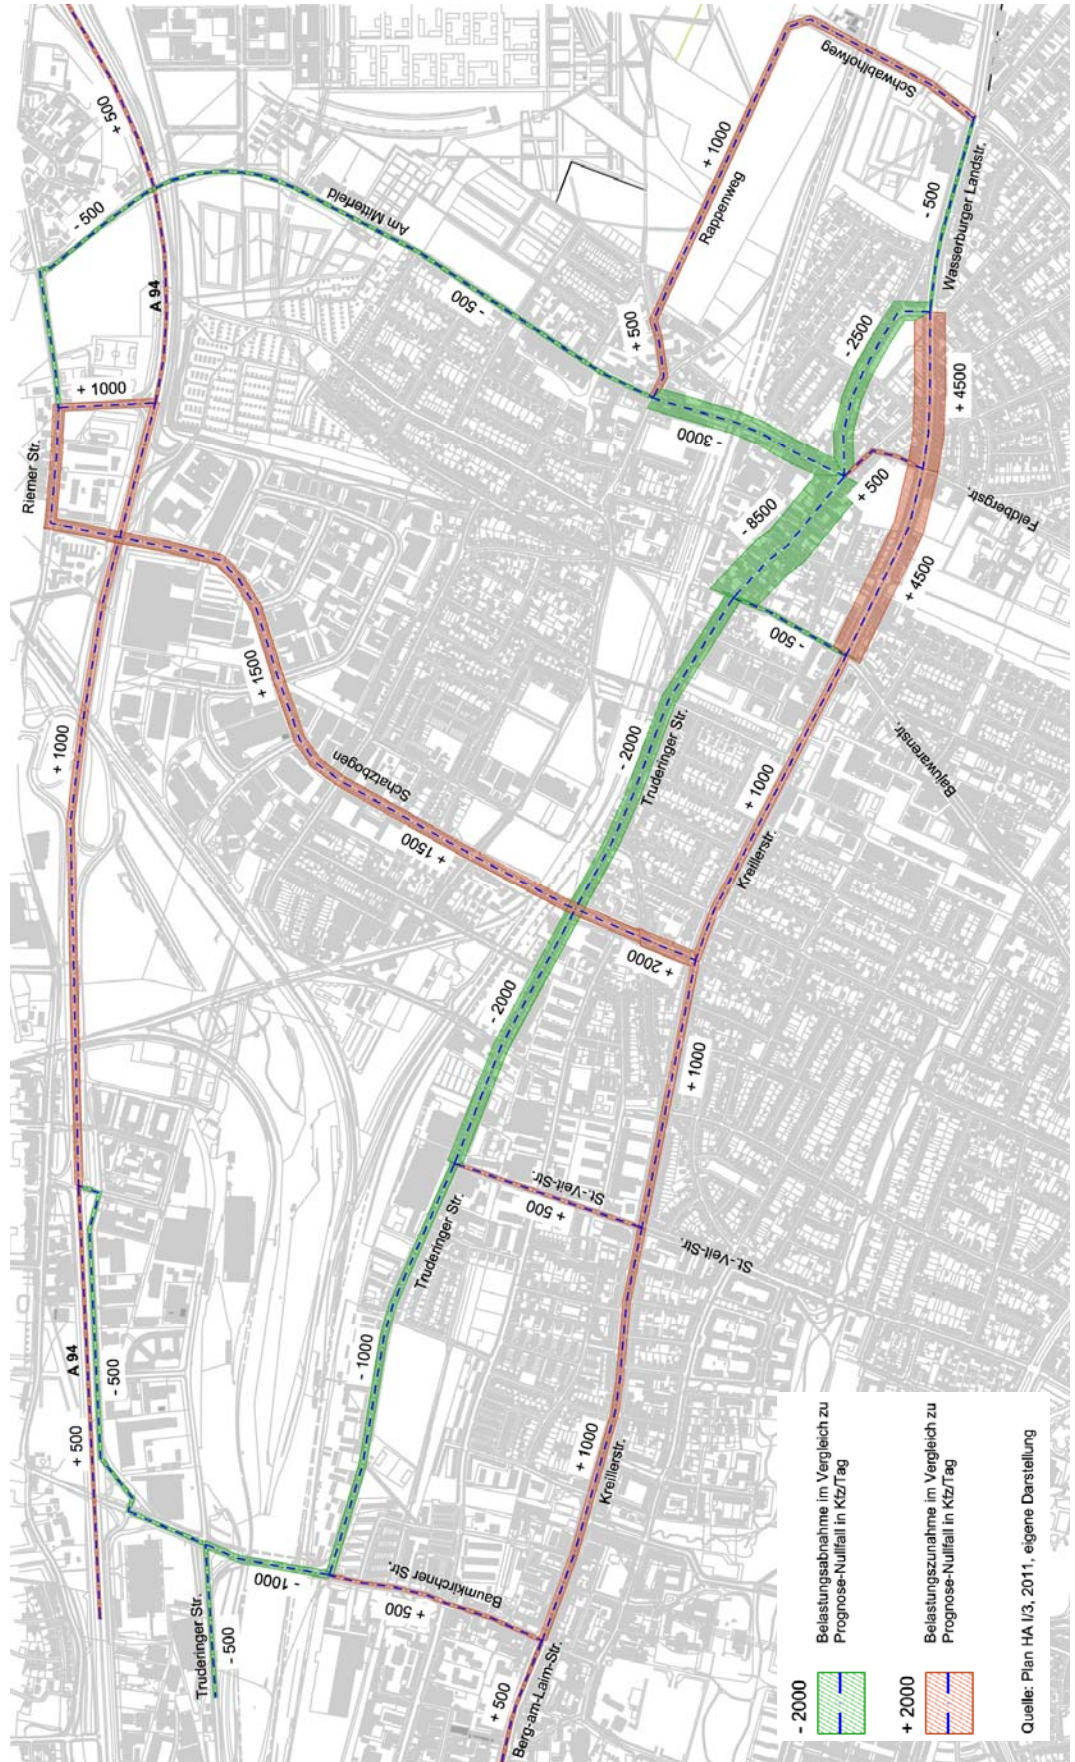 + 500
- 500
A 94
+ 1000
Riemer Str.
Am Mitterfeld
- 500
+ 1000
Rappenweg
Schwablhofweg
+ 500
- 500
Wasserburger Landstr.
- 3000
- 2500
+ 4500
- 8500
+ 500
Feldbergstr.
+ 4500
- 500
+ 1000
+ 1500
Schatzbogen
+ 1500
- 2000
Truderinger Str.
Bajuwarenstr.
+ 1000
Kreillerstr.
+ 2000
- 2000
+ 1000
St.-Veit-Str.
+ 500
St.-Veit-Str.
Truderinger Str.
- 1000
A 94
- 500
+ 500
+ 1000
Kreillerstr.
Baumkirchner Str.
+ 500
- 1000
Truderinger Str.
- 500
+ 500
Berg-am-Laim-Str.
- 2000
Belastungsabnahme im Vergleich zu
Prognose-Nullfall in Kfz/Tag
+ 2000
Belastungszunahme im Vergleich zu
Prognose-Nullfall in Kfz/Tag
Quelle: Plan HA I/3, 2011, eigene Darstellung